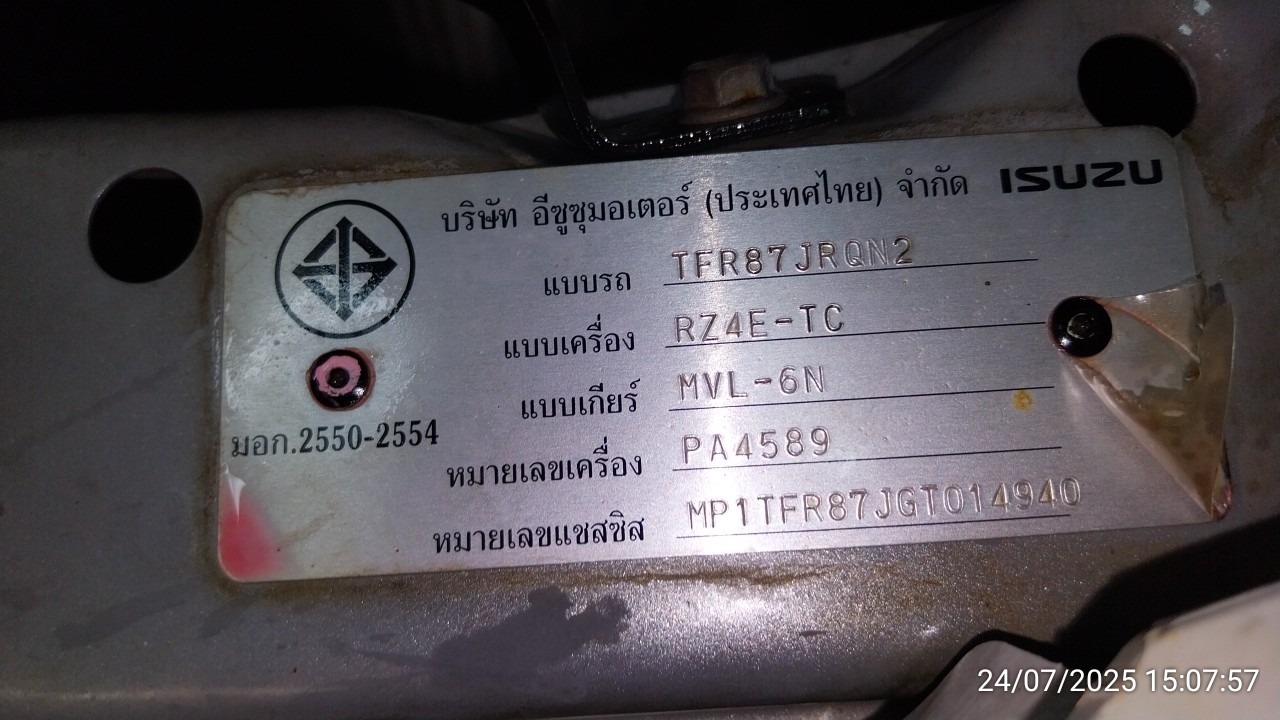 บริษัท อีซูซุมอเตอร์ (ประเทศไทย) จำกัด ISUZU
แบบรถ TFR87JRQN2
แบบเครื่อง RZ4E-TC
แบบเกียร์ MVL-6N
มอก.2550-2554
หมายเลขเครื่อง PA4589
หมายเลขแชสซิส MP1TFR87JGT014940
24/07/2025 15:07:57